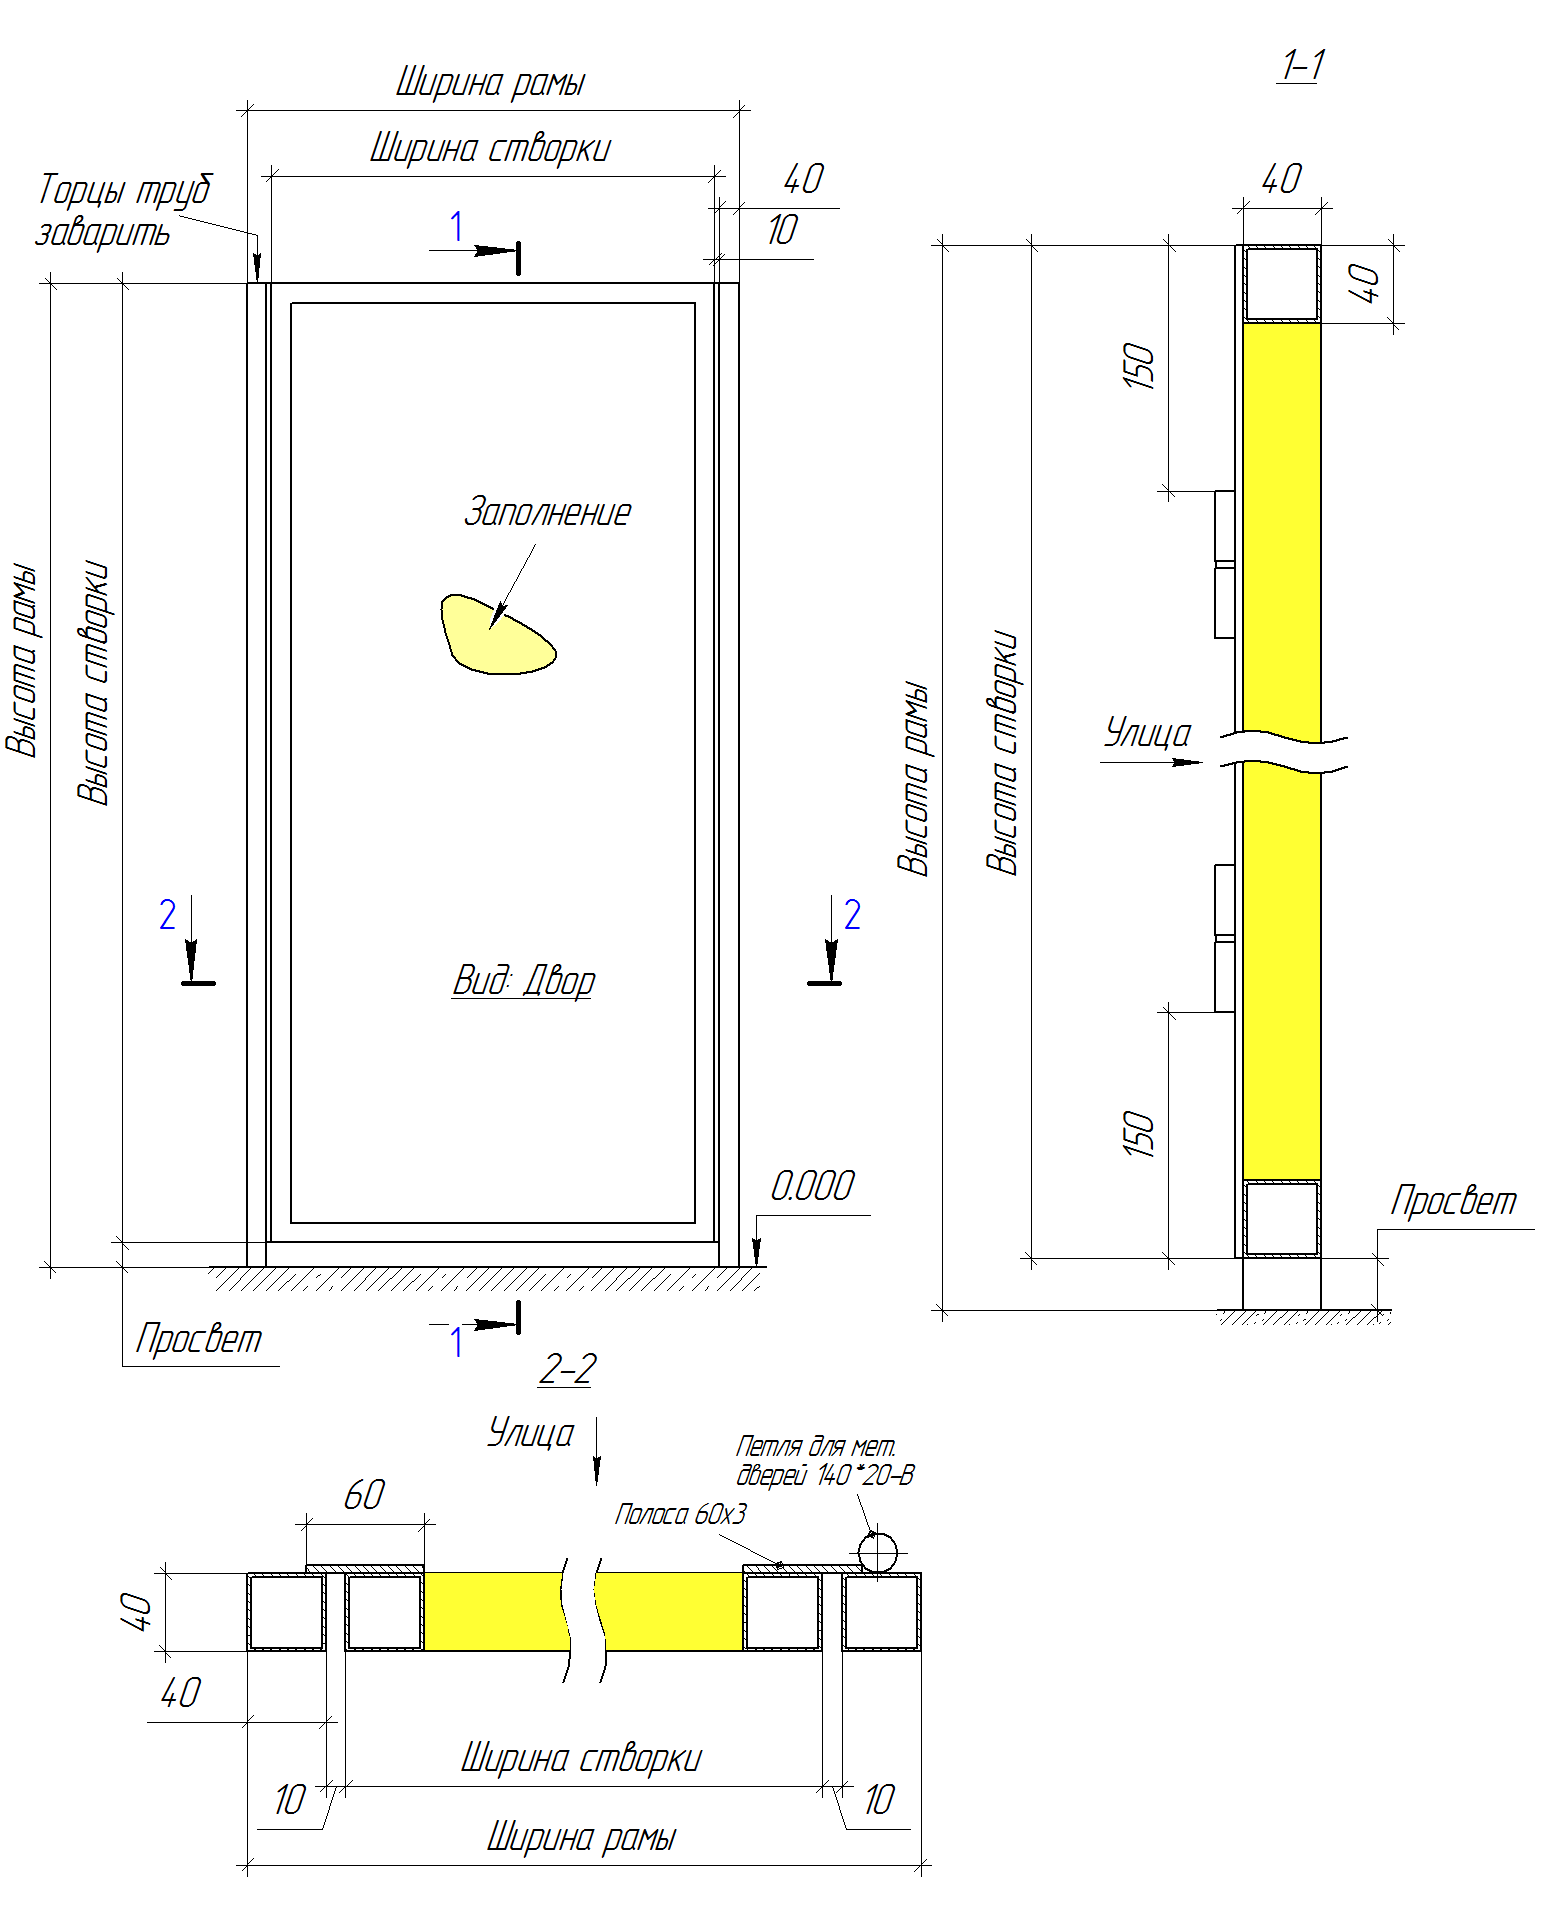 1-1
Ширина рамы
Ширина створки
40
10
Торцы труб
заварить
1
40
40
150
Заполнение
Высота рамы
Высота створки
Высота рамы
Высота створки
Улица
2
2
Вид: Двор
150
0.000
Просвет
Просвет
1
2-2
Улица
Петля для мет.
дверей 140*20-В
Полоса 60х3
60
40
40
Ширина створки
10
10
Ширина рамы